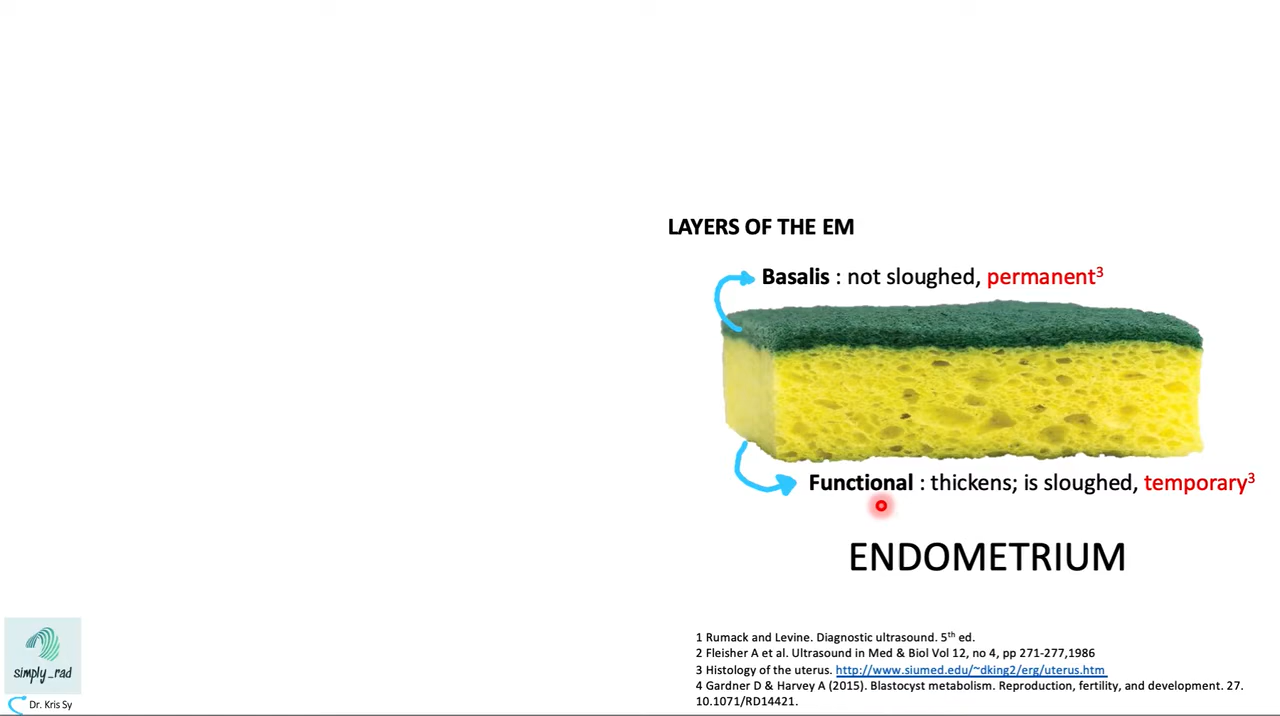 LAYERS OF THE EM
Basalis : not sloughed, permanent3
Functional : thickens; is sloughed, temporary3
ENDOMETRIUM
1 Rumack and Levine. Diagnostic ultrasound. 5th ed.
2 Fleisher A et al. Ultrasound in Med & Biol Vol 12, no 4, pp 271-277,1986
3 Histology of the uterus. http://www.siumed.edu/~dking2/erg/uterus.htm
4 Gardner D & Harvey A (2015). Blastocyst metabolism. Reproduction, fertility, and development. 27.
10.1071/RD14421.
simply_rad
Dr. Kris Sy